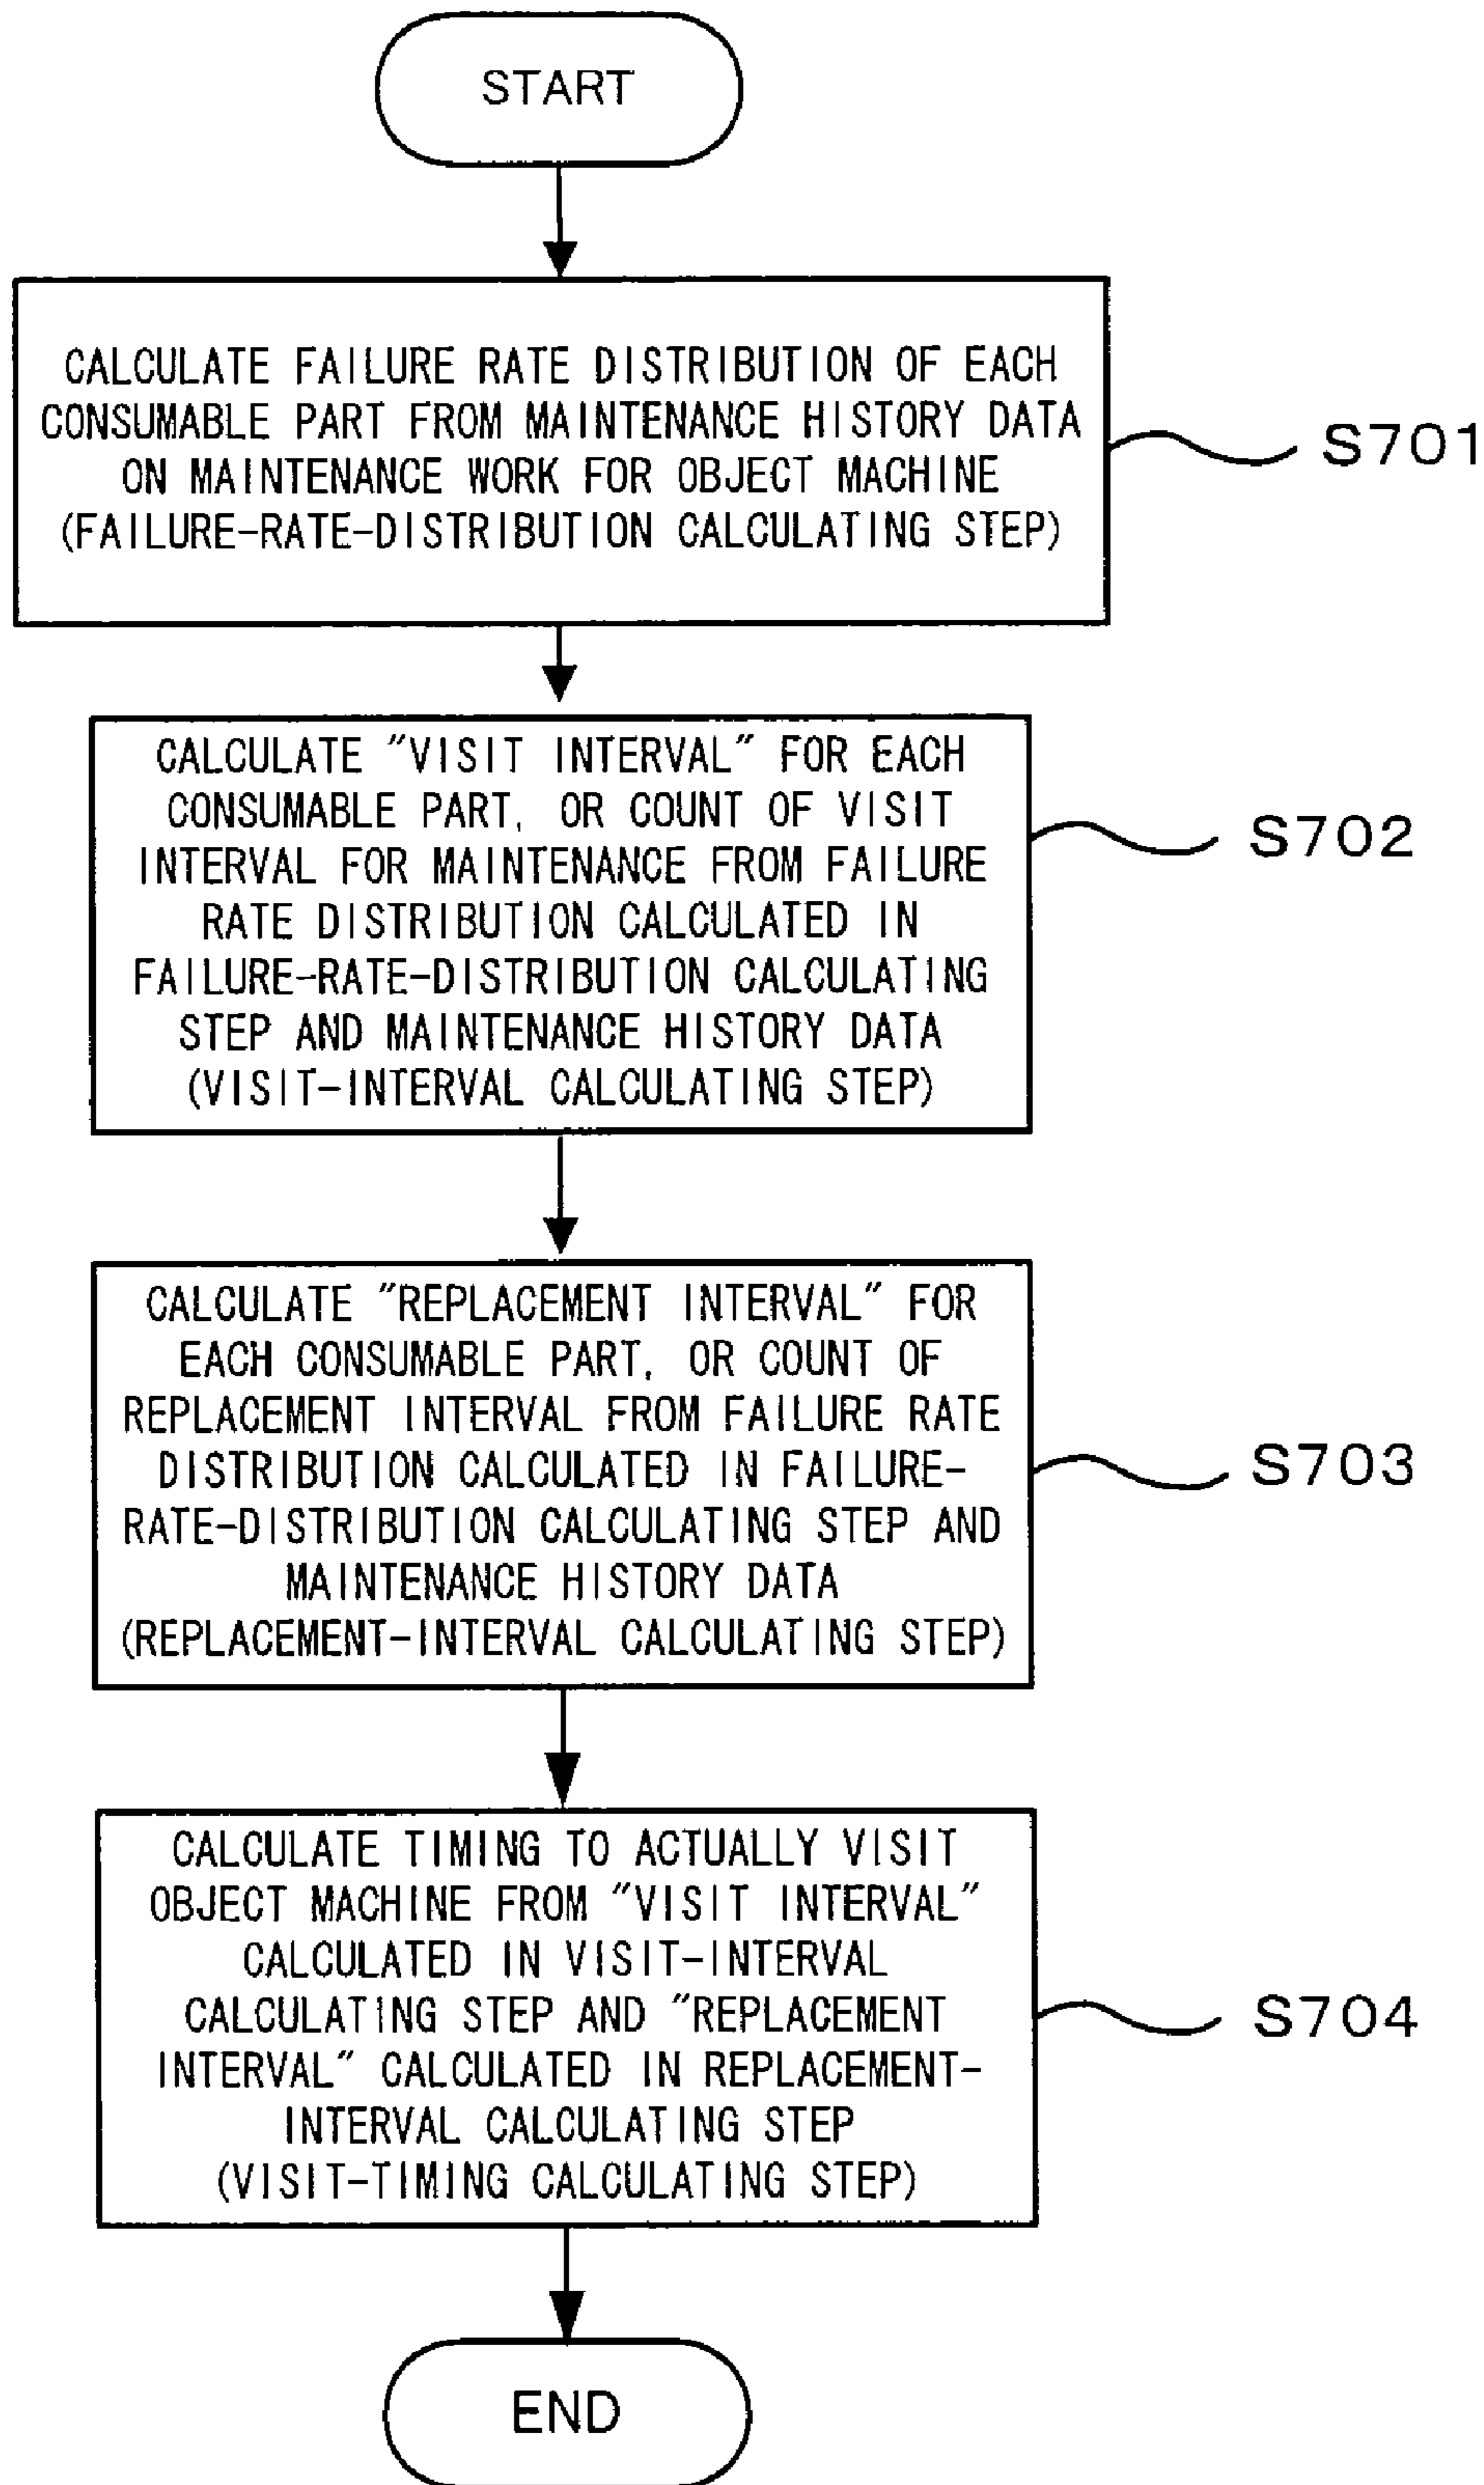 START
CALCULATE FAILURE RATE DISTRIBUTION OF EACH
CONSUMABLE PART FROM MAINTENANCE HISTORY DATA
ON MAINTENANCE WORK FOR OBJECT MACHINE
(FAILURE-RATE-DISTRIBUTION CALCULATING STEP)
S701
CALCULATE "VISIT INTERVAL" FOR EACH
CONSUMABLE PART, OR COUNT OF VISIT
INTERVAL FOR MAINTENANCE FROM FAILURE
RATE DISTRIBUTION CALCULATED IN
FAILURE-RATE-DISTRIBUTION CALCULATING
STEP AND MAINTENANCE HISTORY DATA
(VISIT-INTERVAL CALCULATING STEP)
S702
CALCULATE "REPLACEMENT INTERVAL" FOR
EACH CONSUMABLE PART, OR COUNT OF
REPLACEMENT INTERVAL FROM FAILURE RATE
DISTRIBUTION CALCULATED IN FAILURE-
RATE-DISTRIBUTION CALCULATING STEP AND
MAINTENANCE HISTORY DATA
(REPLACEMENT-INTERVAL CALCULATING STEP)
S703
CALCULATE TIMING TO ACTUALLY VISIT
OBJECT MACHINE FROM "VISIT INTERVAL"
CALCULATED IN VISIT-INTERVAL
CALCULATING STEP AND "REPLACEMENT
INTERVAL" CALCULATED IN REPLACEMENT-
INTERVAL CALCULATING STEP
(VISIT-TIMING CALCULATING STEP)
S704
END